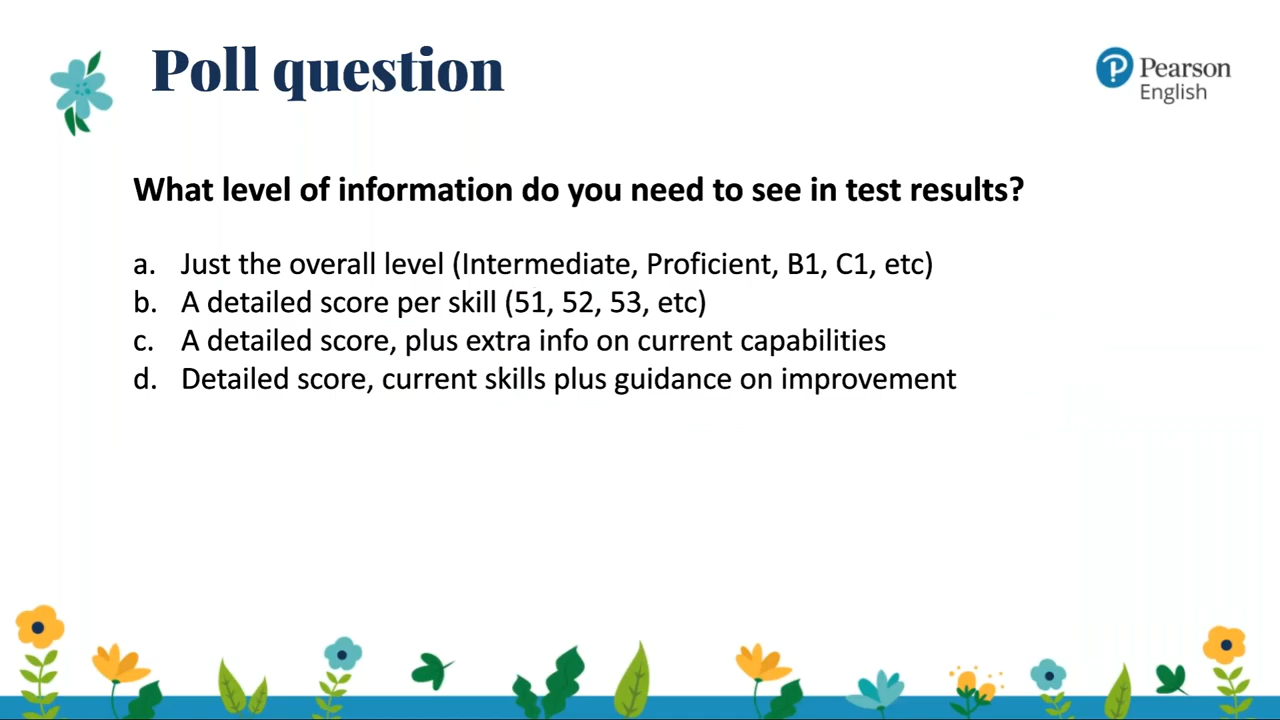 Poll question
Pearson
English
What level of information do you need to see in test results?
a. Just the overall level (Intermediate, Proficient, B1, C1, etc)
b. A detailed score per skill (51, 52, 53, etc)
c. A detailed score, plus extra info on current capabilities
d. Detailed score, current skills plus guidance on improvement